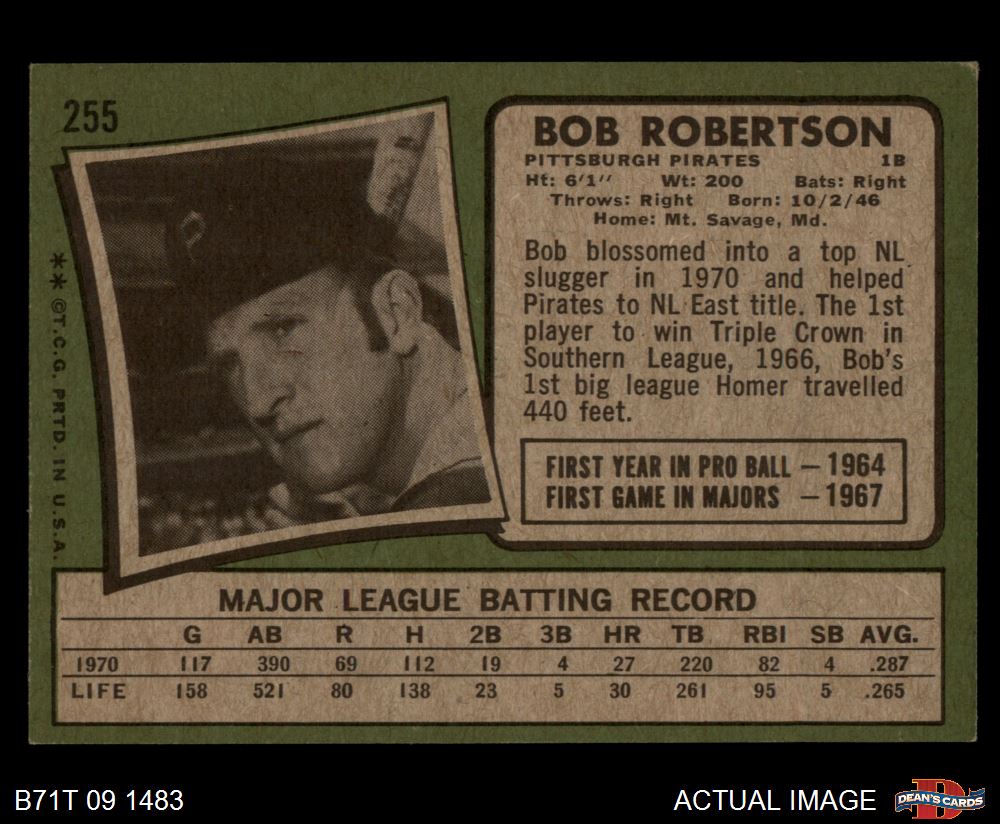 255
BOB ROBERTSON
PITTSBURGH PIRATES 1B
Ht: 6'1'' Wt: 200 Bats: Right
Throws: Right Born: 10/2/46
Home: Mt. Savage, Md.
Bob blossomed into a top NL
slugger in 1970 and helped
Pirates to NL East title. The 1st
player to win Triple Crown in
Southern League, 1966, Bob's
1st big league Homer travelled
440 feet.
FIRST YEAR IN PRO BALL – 1964
FIRST GAME IN MAJORS – 1967
** © T.C.G. PRTD. IN U.S.A.
MAJOR LEAGUE BATTING RECORD
G AB R H 2B 3B HR TB RBI SB AVG.
1970 117 390 69 112 19 4 27 220 82 4 .287
LIFE 158 521 80 138 23 5 30 261 95 5 .265
B71T 09 1483
ACTUAL IMAGE
D
DEAN'S CARDS